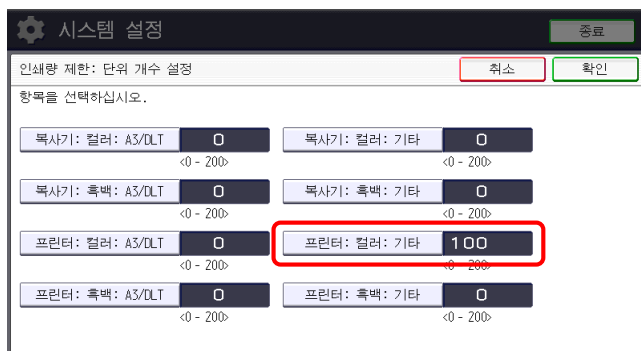 시스템 설정 종료
인쇄량 제한: 단위 개수 설정 취소 확인
항목을 선택하십시오.
복사기: 컬러: A3/DLT 0 복사기: 컬러: 기타 0
<0 - 200> <0 - 200>
복사기: 흑백: A3/DLT 0 복사기: 흑백: 기타 0
<0 - 200> <0 - 200>
프린터: 컬러: A3/DLT 0 프린터: 컬러: 기타 100
<0 - 200> <0 - 200>
프린터: 흑백: A3/DLT 0 프린터: 흑백: 기타 0
<0 - 200> <0 - 200>